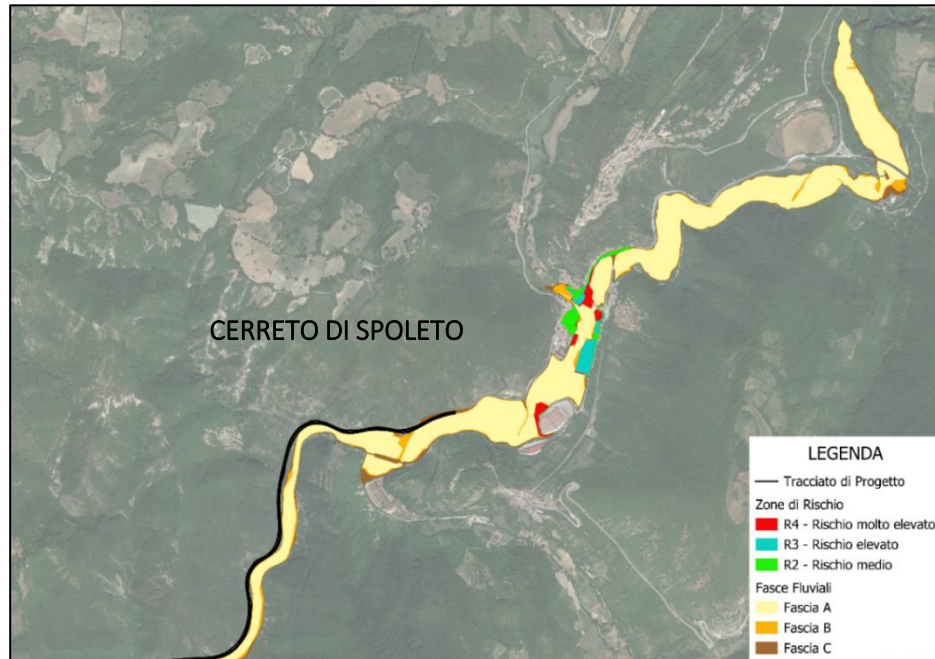 CERRETO DI SPOLETO
LEGENDA
Tracciato di Progetto
Zone di Rischio
R4 - Rischio molto elevato
R3 - Rischio elevato
R2 - Rischio medio
Fasce Fluviali
Fascia A
Fascia B
Fascia C